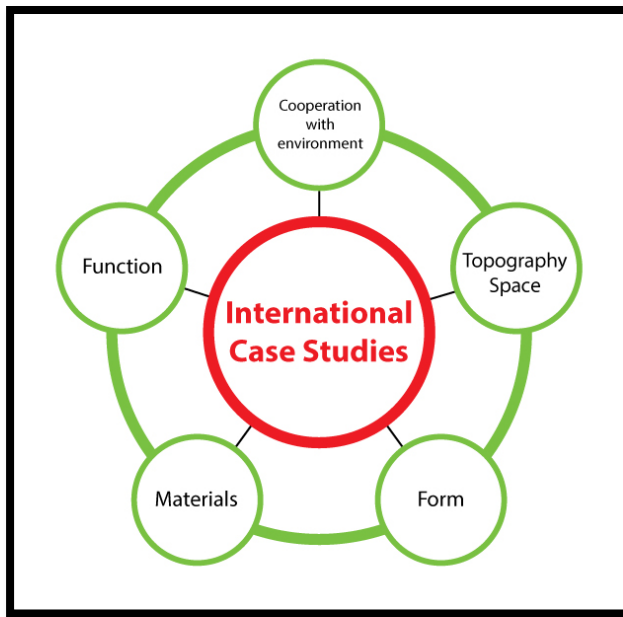 Cooperation
with
environment
Function
Topography
Space
International
Case Studies
Materials
Form